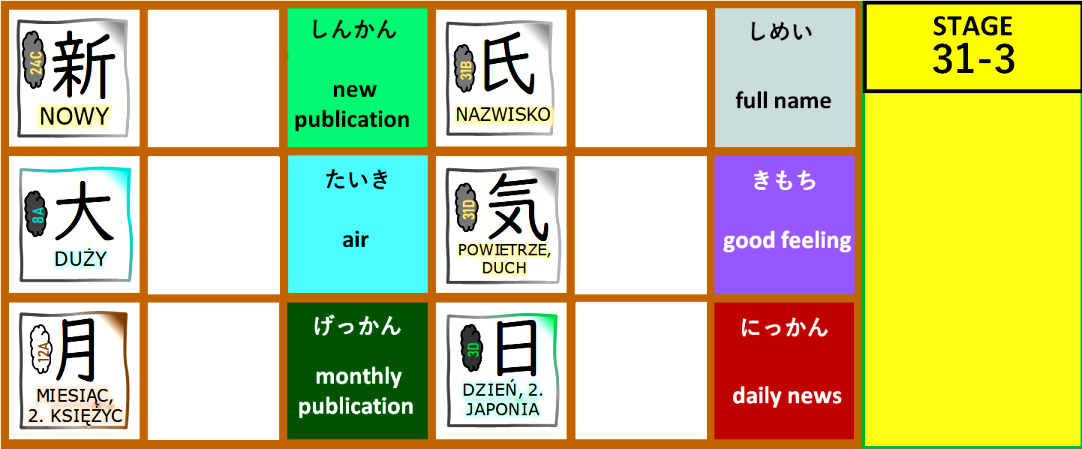 24C
新
NOWY
しんかん
new
publication
31B
氏
NAZWISKO
しめい
full name
STAGE
31-3
8A
大
DUŻY
たいき
air
31D
気
POWIETRZE,
DUCH
きもち
good feeling
12A
月
MIESIĄC,
2. KSIĘŻYC
げっかん
monthly
publication
3D
日
DZIEŃ, 2.
JAPONIA
にっかん
daily news